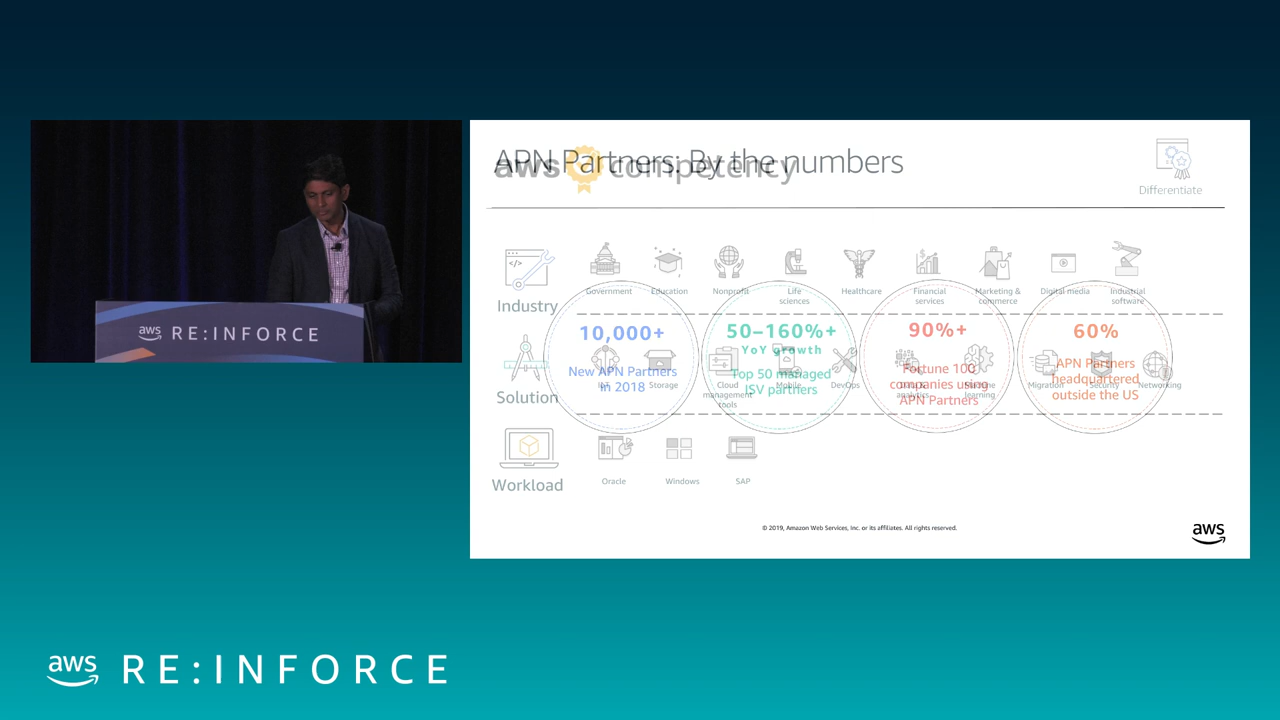 APN Partners: By the numbers
aws competency
Differentiate
Industry
Government
Education
Nonprofit
Life
sciences
Healthcare
Financial
services
Marketing &
commerce
Digital media
Industrial
software
10,000+
New APN Partners
in 2018
50–160%+
YoY growth
Top 50 managed
ISV partners
90%+
Fortune 100
companies using
APN Partners
60%
APN Partners
headquartered
outside the US
Solution
IoT
Storage
Cloud
management
tools
Mobile
DevOps
analytics
learning
Migration
Security
Networking
Workload
Oracle
Windows
SAP
© 2019, Amazon Web Services, Inc. or its affiliates. All rights reserved.
aws
aws RE:INFORCE
aws RE:INFORCE